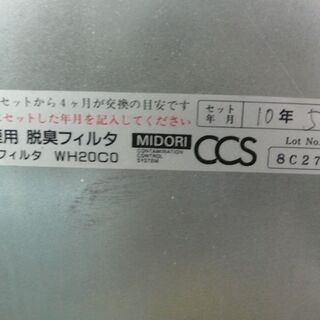 セットから4ヶ月が交換の目安です
セットした年月を記入してください
用 脱臭フィルタ
フィルタ WH20C0
MIDORI
CONTAMINATION
CONTROL
SYSTEM
CCS
セット
年月
10年 5
Lot No.
8C27